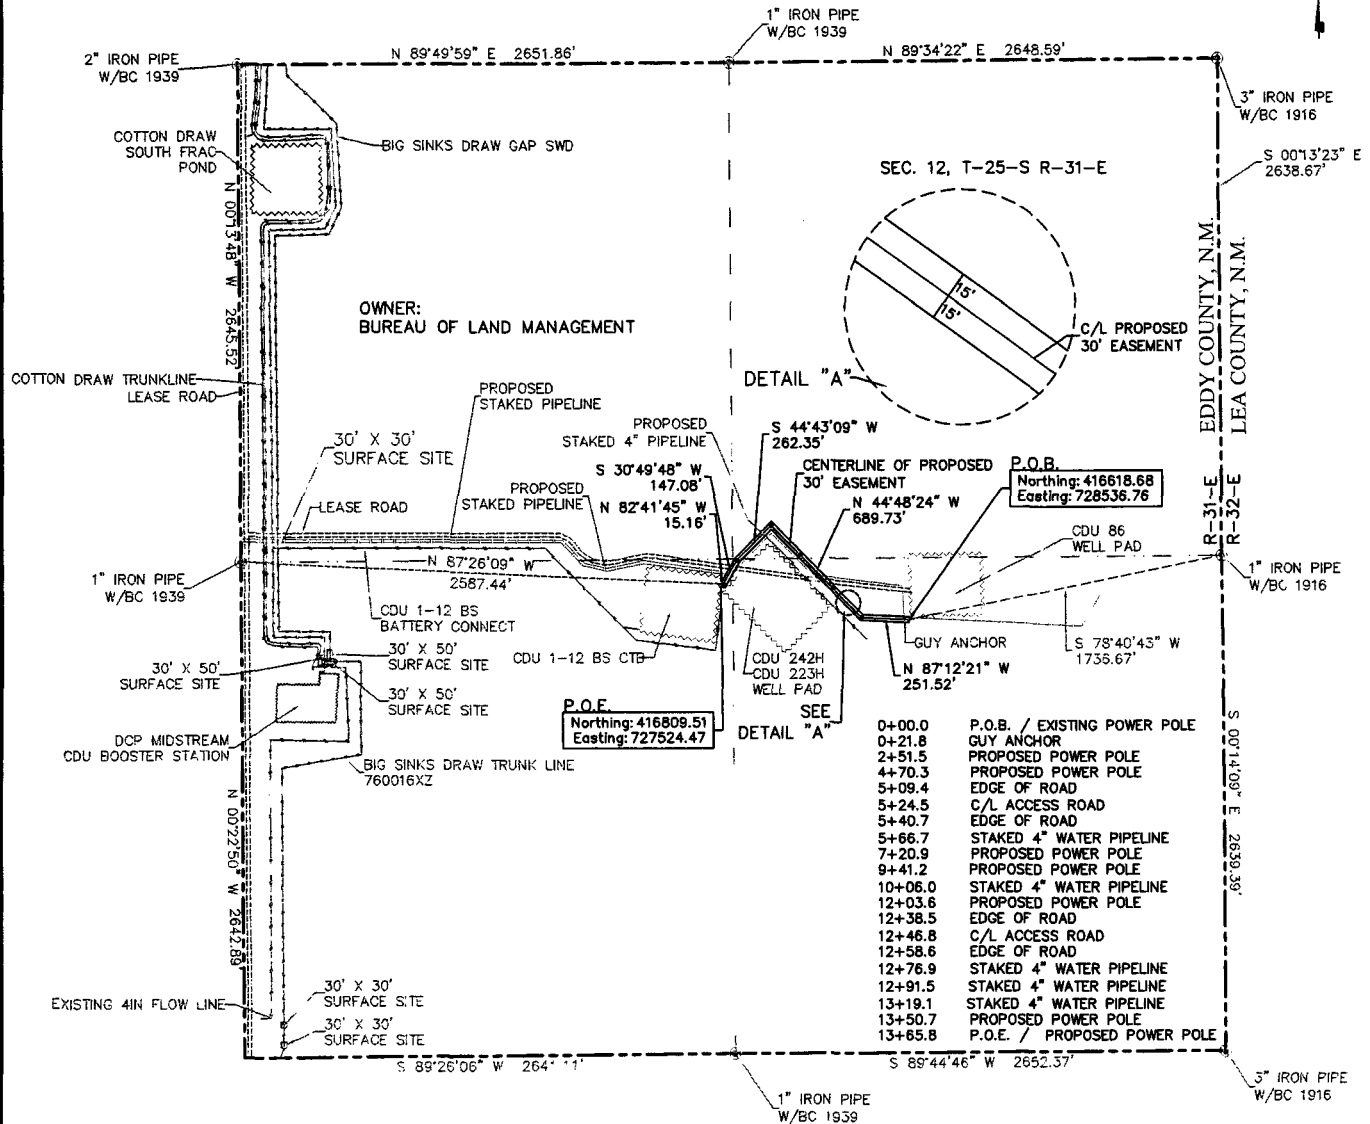 1" IRON PIPE
W/BC 1939
2" IRON PIPE
W/BC 1939
N 89°49'59" E 2651.86'
N 89°34'22" E 2648.59'
3" IRON PIPE
W/BC 1916
S 00°13'23" E
2638.67'
COTTON DRAW
SOUTH FRAC
POND
BIG SINKS DRAW GAP SWD
SEC. 12, T-25-S R-31-E
N 00°13'48" W 2645.52'
EDDY COUNTY, N.M.
LEA COUNTY, N.M.
OWNER:
BUREAU OF LAND MANAGEMENT
15'
15'
C/L PROPOSED
30' EASEMENT
DETAIL "A"
COTTON DRAW TRUNKLINE
LEASE ROAD
PROPOSED
STAKED PIPELINE
PROPOSED
STAKED 4" PIPELINE
S 44°43'09" W
262.35'
30' X 30'
SURFACE SITE
S 30°49'48" W
147.08'
CENTERLINE OF PROPOSED
30' EASEMENT
P.O.B.
Northing: 416618.68
Easting: 728536.76
PROPOSED
STAKED PIPELINE
N 82°41'45" W
15.16'
N 44°48'24" W
689.73'
LEASE ROAD
R-31-E
R-32-E
CDU 86
WELL PAD
1" IRON PIPE
W/BC 1939
N 87°26'09" W
2587.44'
1" IRON PIPE
W/BC 1916
CDU 1-12 BS
BATTERY CONNECT
GUY ANCHOR
S 78°40'43" W
1736.67'
30' X 50'
SURFACE SITE
30' X 50'
SURFACE SITE
CDU 1-12 BS CTB
CDU 242H
CDU 223H
WELL PAD
N 87°12'21" W
251.52'
30' X 50'
SURFACE SITE
P.O.E.
Northing: 416809.51
Easting: 727524.47
SEE
DETAIL "A"
DCP MIDSTREAM
CDU BOOSTER STATION
BIG SINKS DRAW TRUNK LINE
760016XZ
S 00°14'09" E 2639.39'
N 00°22'50" W 2642.89
0+00.0 P.O.B. / EXISTING POWER POLE
0+21.8 GUY ANCHOR
2+51.5 PROPOSED POWER POLE
4+70.3 PROPOSED POWER POLE
5+09.4 EDGE OF ROAD
5+24.5 C/L ACCESS ROAD
5+40.7 EDGE OF ROAD
5+66.7 STAKED 4" WATER PIPELINE
7+20.9 PROPOSED POWER POLE
9+41.2 PROPOSED POWER POLE
10+06.0 STAKED 4" WATER PIPELINE
12+03.6 PROPOSED POWER POLE
12+38.5 EDGE OF ROAD
12+46.8 C/L ACCESS ROAD
12+58.6 EDGE OF ROAD
12+76.9 STAKED 4" WATER PIPELINE
12+91.5 STAKED 4" WATER PIPELINE
13+19.1 STAKED 4" WATER PIPELINE
13+50.7 PROPOSED POWER POLE
13+65.8 P.O.E. / PROPOSED POWER POLE
EXISTING 4IN FLOW LINE
30' X 30'
SURFACE SITE
30' X 30'
SURFACE SITE
S 89°26'06" W
S 89°44'46" W 2652.37'
1" IRON PIPE
W/BC 1939
3" IRON PIPE
W/BC 1916